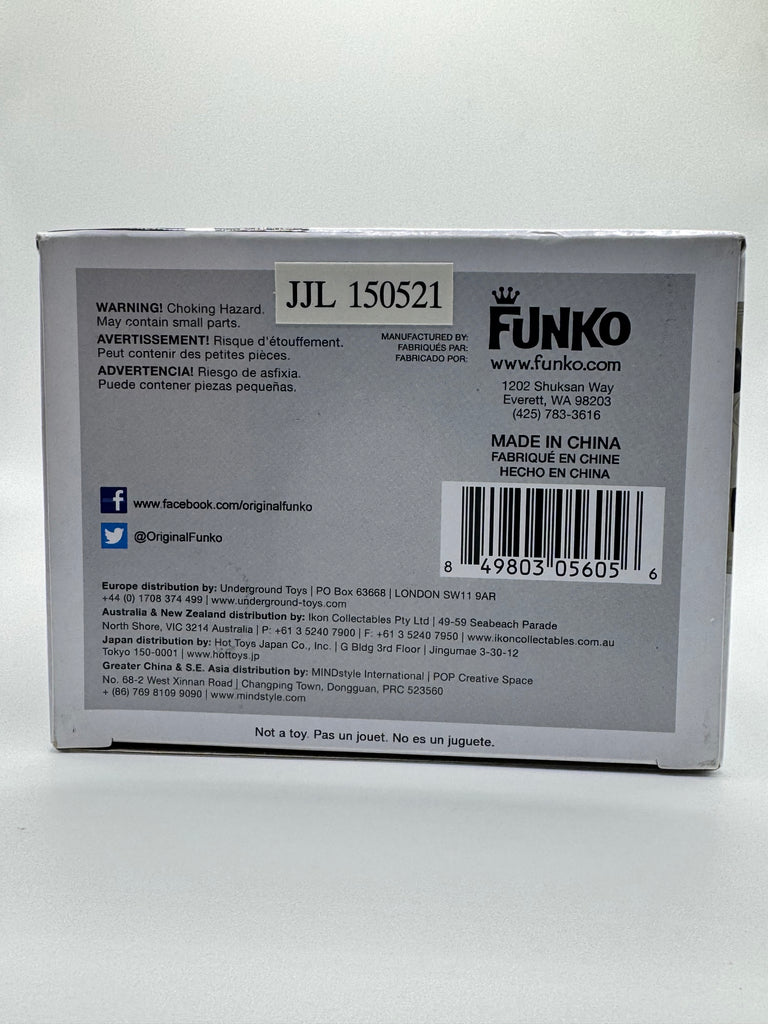 JJL 150521
WARNING! Choking Hazard.
May contain small parts.
AVERTISSEMENT! Risque d'étouffement.
Peut contenir des petites pièces.
ADVERTENCIA! Riesgo de asfixia.
Puede contener piezas pequeñas.
MANUFACTURED BY:
FABRIQUÉS PAR:
FABRICADO POR:
FUNKO
www.funko.com
1202 Shuksan Way
Everett, WA 98203
(425) 783-3616
MADE IN CHINA
FABRIQUÉ EN CHINE
HECHO EN CHINA
f www.facebook.com/originalfunko
@OriginalFunko
8 49803 05605 6
Europe distribution by: Underground Toys | PO Box 63668 | LONDON SW11 9AR
+44 (0) 1708 374 499 | www.underground-toys.com
Australia & New Zealand distribution by: Ikon Collectables Pty Ltd | 49-59 Seabeach Parade
North Shore, VIC 3214 Australia | P: +61 3 5240 7900 | F: +61 3 5240 7950 | www.ikoncollectables.com.au
Japan distribution by: Hot Toys Japan Co., Inc. | G Bldg 3rd Floor | Jingumae 3-30-12
Tokyo 150-0001 | www.hottoys.jp
Greater China & S.E. Asia distribution by: MINDstyle International | POP Creative Space
No. 68-2 West Xinnan Road | Changping Town, Dongguan, PRC 523560
+ (86) 769 8109 9090 | www.mindstyle.com
Not a toy. Pas un jouet. No es un juguete.